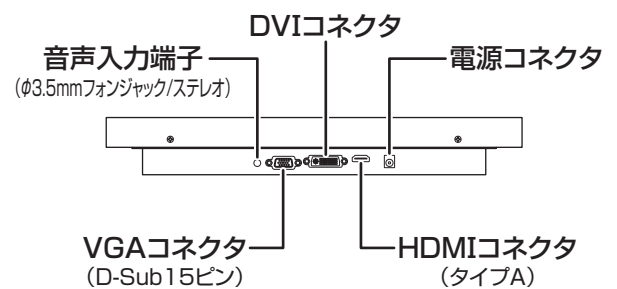 DVIコネクタ
音声入力端子
(φ3.5mmフォンジャック/ステレオ)
電源コネクタ
VGAコネクタ
(D-Sub15ピン)
HDMIコネクタ
(タイプA)